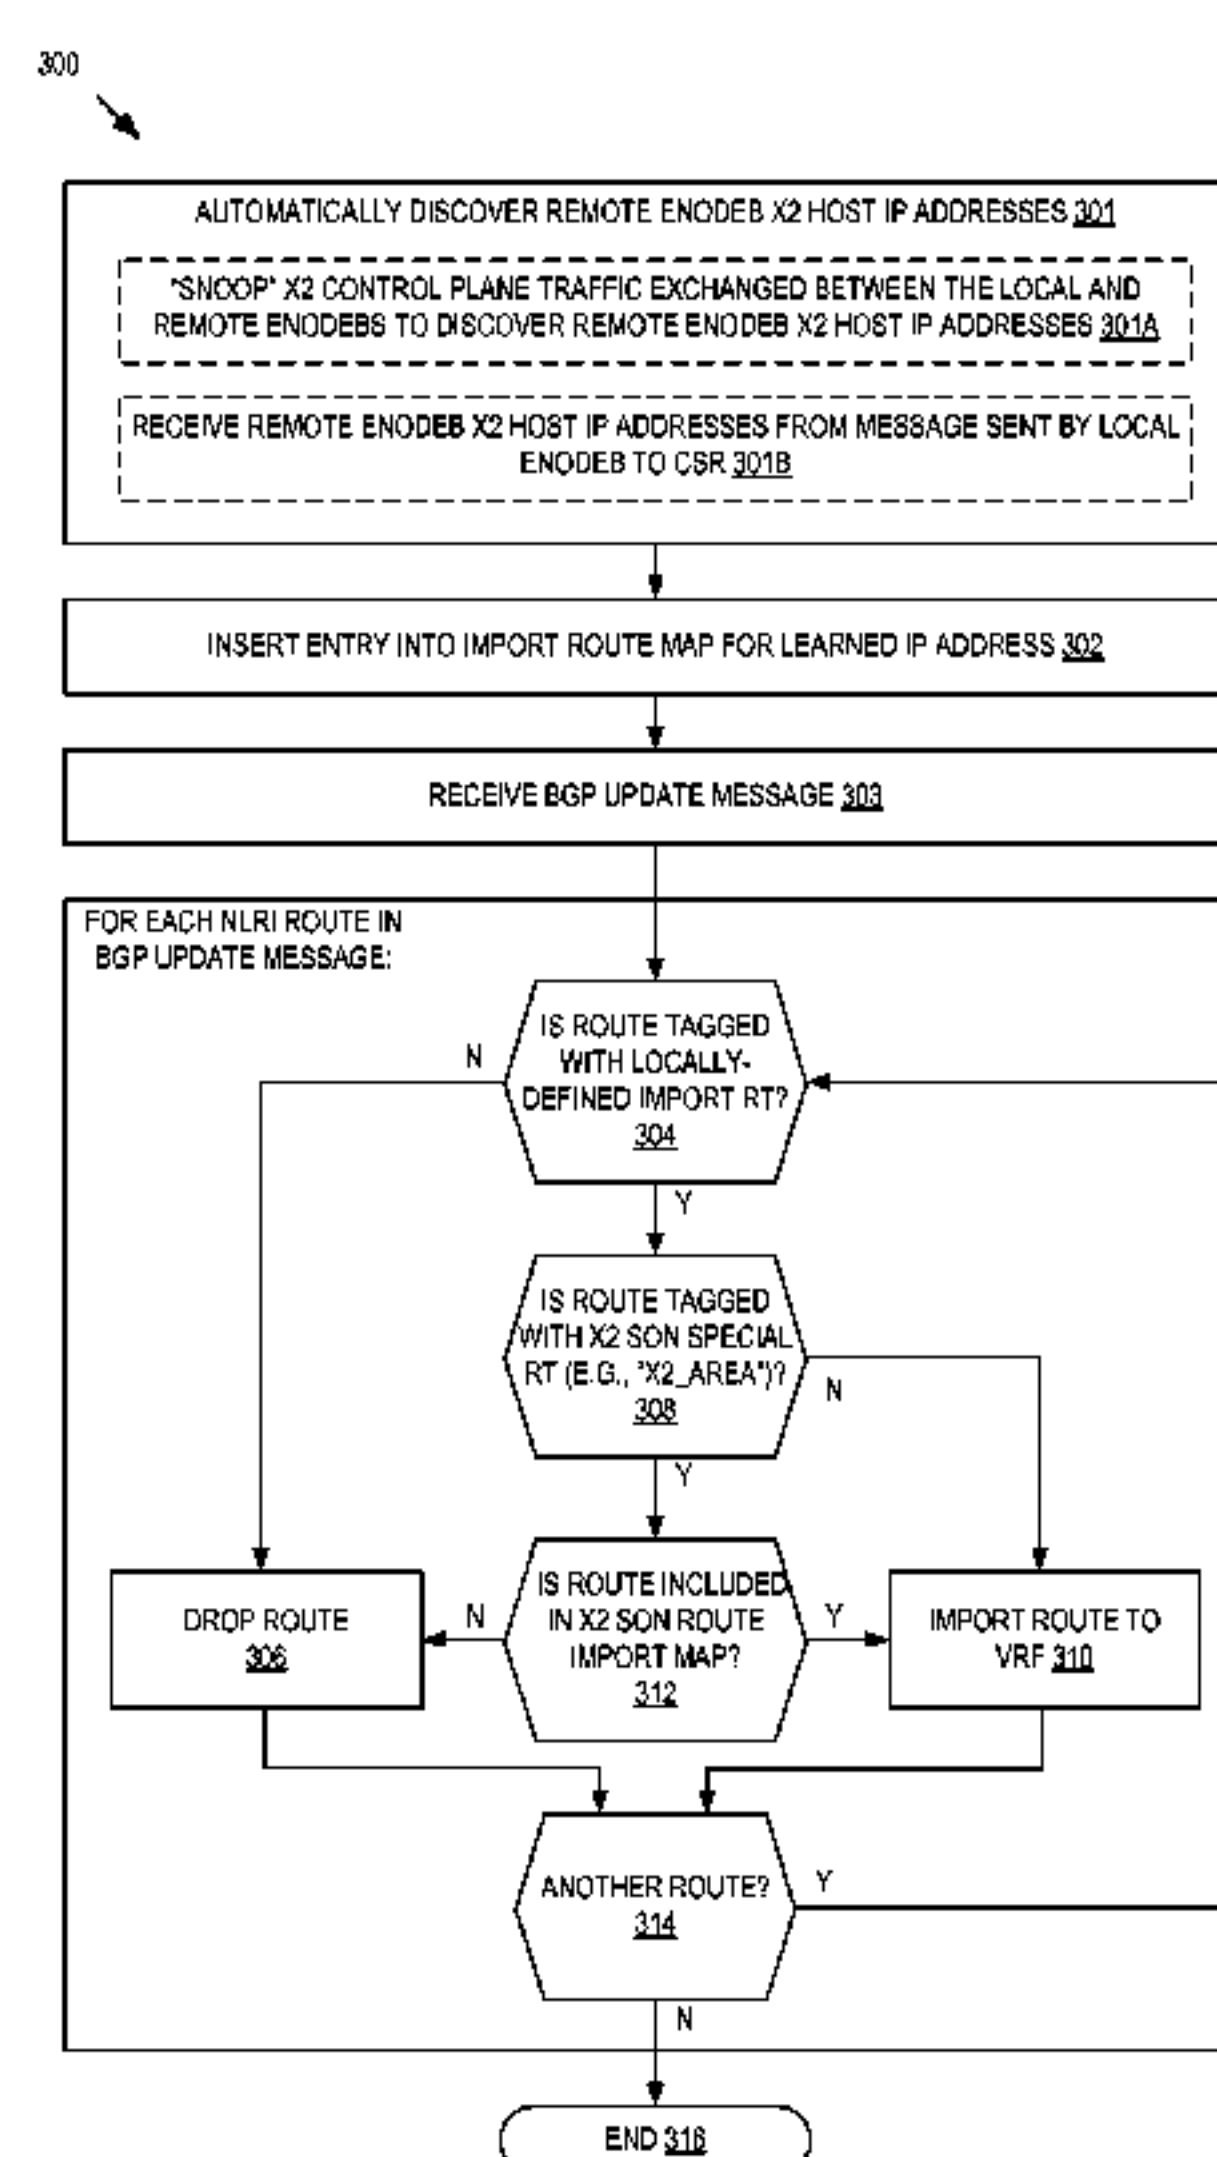 300
AUTOMATICALLY DISCOVER REMOTE ENODEB X2 HOST IP ADDRESSES 301
"SNOOP" X2 CONTROL PLANE TRAFFIC EXCHANGED BETWEEN THE LOCAL AND
REMOTE ENODEBS TO DISCOVER REMOTE ENODEB X2 HOST IP ADDRESSES 301A
RECEIVE REMOTE ENODEB X2 HOST IP ADDRESSES FROM MESSAGE SENT BY LOCAL
ENODEB TO CSR 301B
INSERT ENTRY INTO IMPORT ROUTE MAP FOR LEARNED IP ADDRESS 302
RECEIVE BGP UPDATE MESSAGE 303
FOR EACH NLRI ROUTE IN
BGP UPDATE MESSAGE:
IS ROUTE TAGGED
WITH LOCALLY-
DEFINED IMPORT RT?
304
N
Y
IS ROUTE TAGGED
WITH X2 SON SPECIAL
RT (E.G., "X2_AREA")?
308
N
Y
IS ROUTE INCLUDED
IN X2 SON ROUTE
IMPORT MAP?
312
N
Y
DROP ROUTE
306
IMPORT ROUTE TO
VRF 310
ANOTHER ROUTE?
314
Y
N
END 316